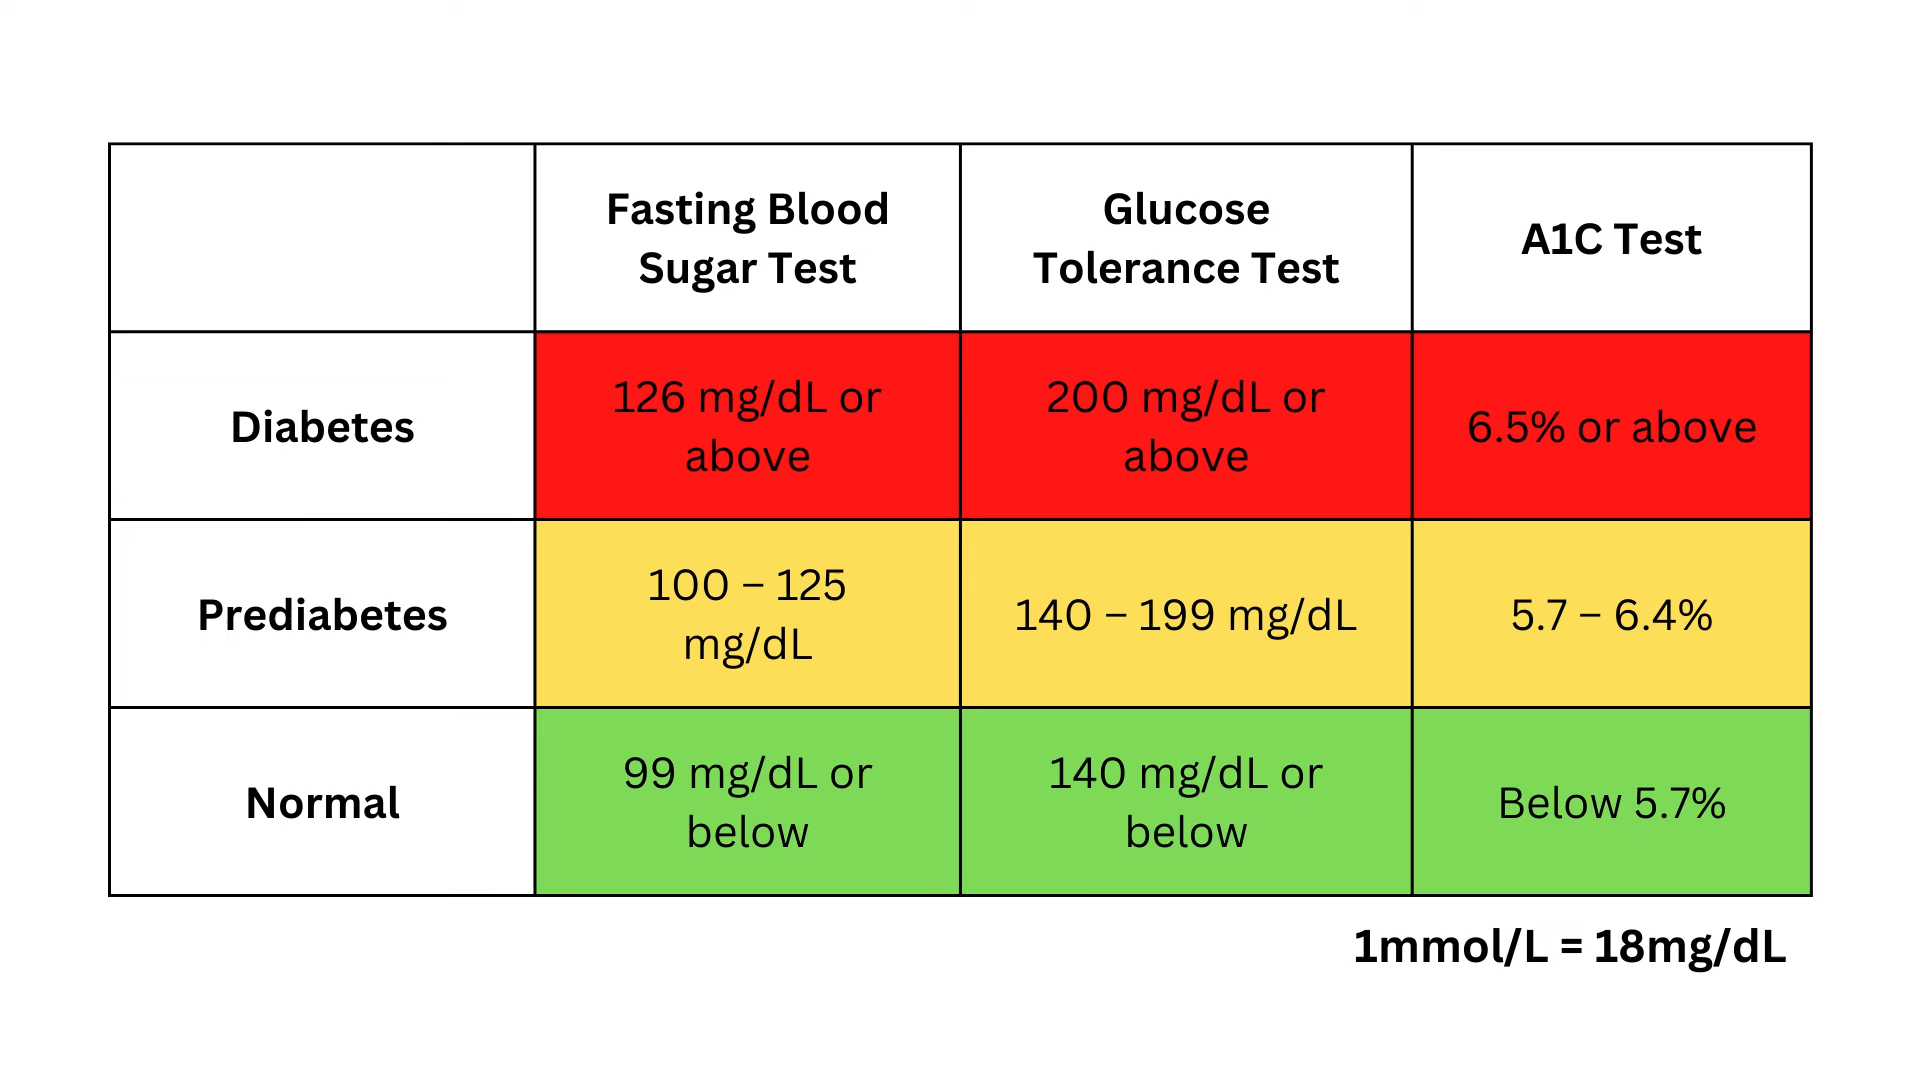 Fasting Blood
Sugar Test
Glucose
Tolerance Test
A1C Test
Diabetes
126 mg/dL or
above
200 mg/dL or
above
6.5% or above
Prediabetes
100 – 125
mg/dL
140 – 199 mg/dL
5.7 – 6.4%
Normal
99 mg/dL or
below
140 mg/dL or
below
Below 5.7%
1mmol/L = 18mg/dL